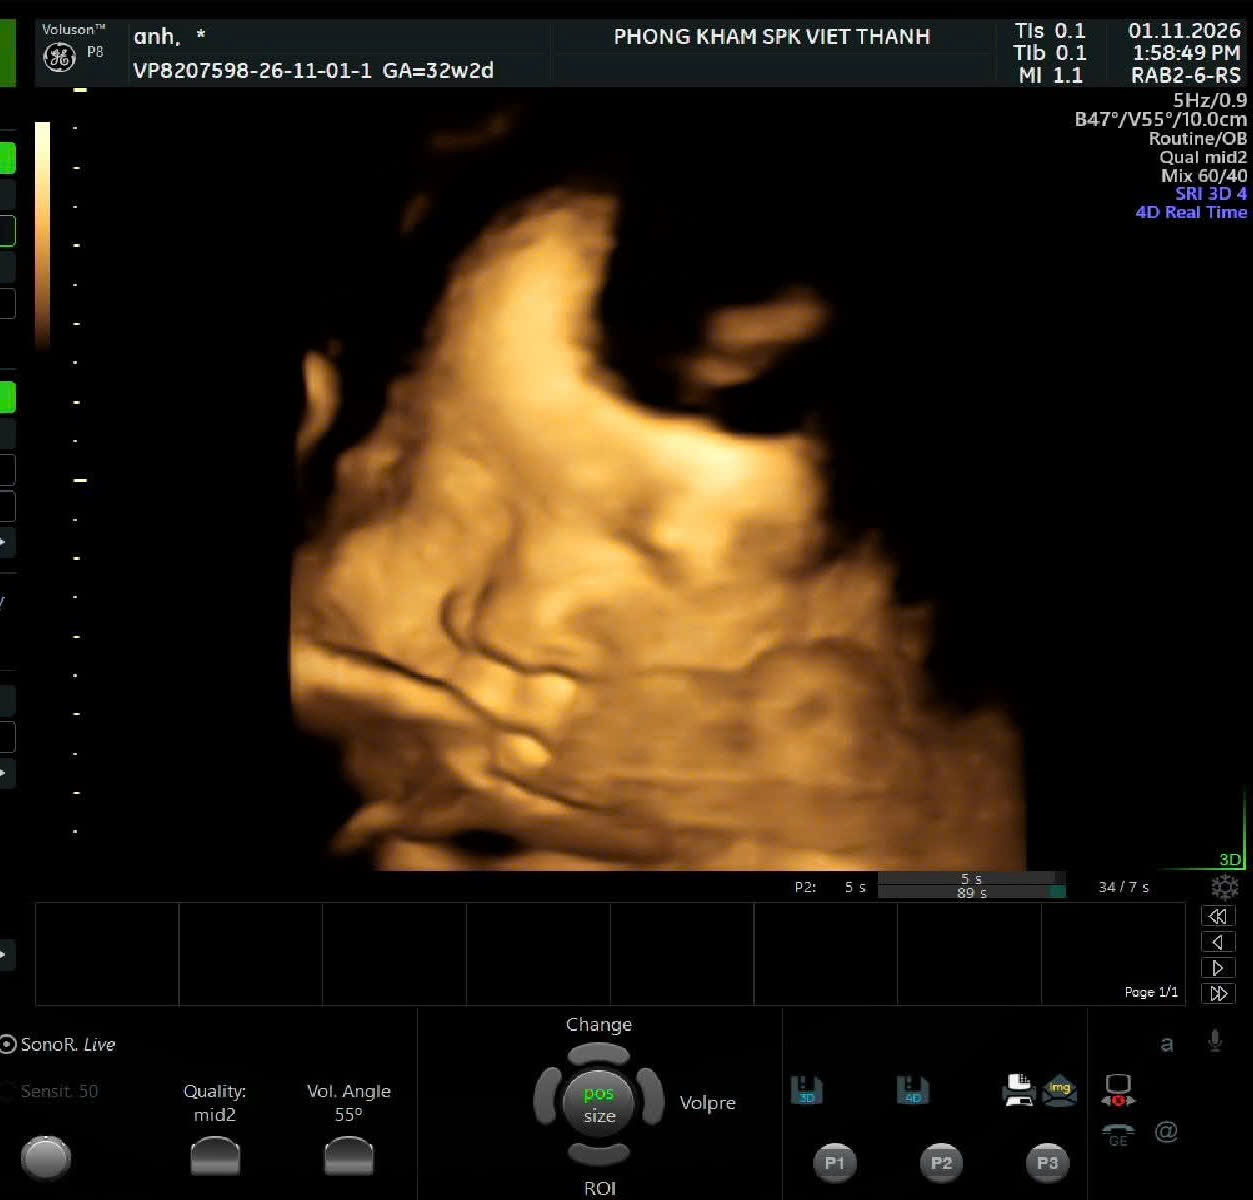 Voluson™
P8
anh, *
VP8207598-26-11-01-1 GA=32w2d
PHONG KHAM SPK VIET THANH
TIs 0.1
TIb 0.1
MI 1.1
01.11.2026
1:58:49 PM
RAB2-6-RS
5Hz/0.9
B47°/V55°/10.0cm
Routine/OB
Qual mid2
Mix 60/40
SRI 3D 4
4D Real Time
3D
P2: 5 s
5 s
89 s
34 / 7 s
Page 1/1
SonoR. Live
Sensit. 50
Quality:
mid2
Vol. Angle
55°
Change
pos
size
Volpre
ROI
3D
4D
Img
a
GE
@
P1
P2
P3